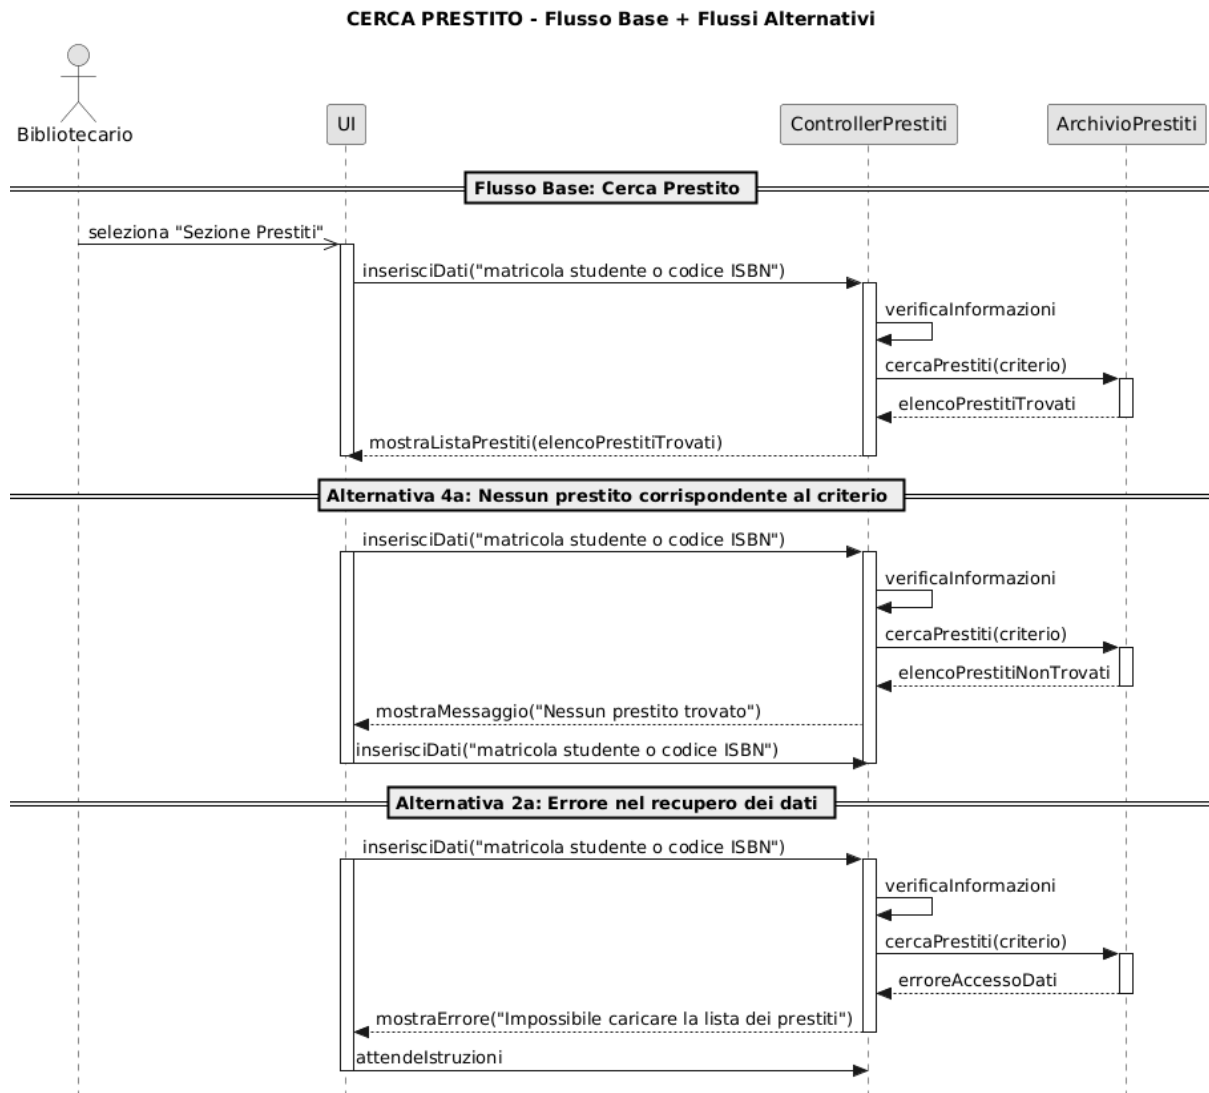 CERCA PRESTITO - Flusso Base + Flussi Alternativi
Bibliotecario
UI
ControllerPrestiti
ArchivioPrestiti
Flusso Base: Cerca Prestito
seleziona "Sezione Prestiti"
inserisciDati("matricola studente o codice ISBN")
verificaInformazioni
cercaPrestiti(criterio)
elencoPrestitiTrovati
mostraListaPrestiti(elencoPrestitiTrovati)
Alternativa 4a: Nessun prestito corrispondente al criterio
inserisciDati("matricola studente o codice ISBN")
verificaInformazioni
cercaPrestiti(criterio)
elencoPrestitiNonTrovati
mostraMessaggio("Nessun prestito trovato")
inserisciDati("matricola studente o codice ISBN")
Alternativa 2a: Errore nel recupero dei dati
inserisciDati("matricola studente o codice ISBN")
verificaInformazioni
cercaPrestiti(criterio)
erroreAccessoDati
mostraErrore("Impossibile caricare la lista dei prestiti")
attendeIstruzioni